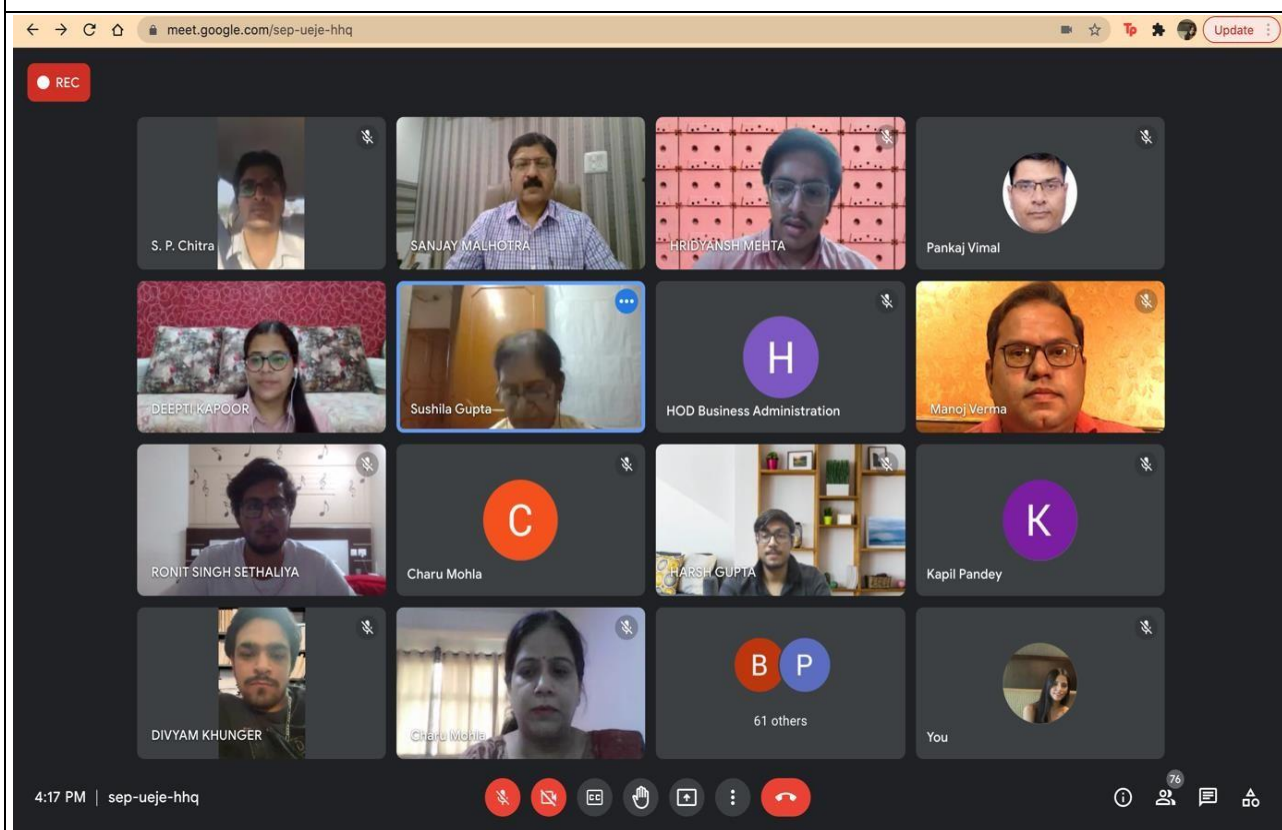 meet.google.com/sep-ueje-hhq
Tp
Update
REC
S. P. Chitra
SANJAY MALHOTRA
HRIDYANSH MEHTA
Pankaj Vimal
DEEPTI KAPOOR
Sushila Gupta
H
HOD Business Administration
Manoj Verma
RONIT SINGH SETHALIYA
C
Charu Mohla
HARSH GUPTA
K
Kapil Pandey
DIVYAM KHUNGER
Charu Mohla
B P
61 others
You
4:17 PM | sep-ueje-hhq
CC
76